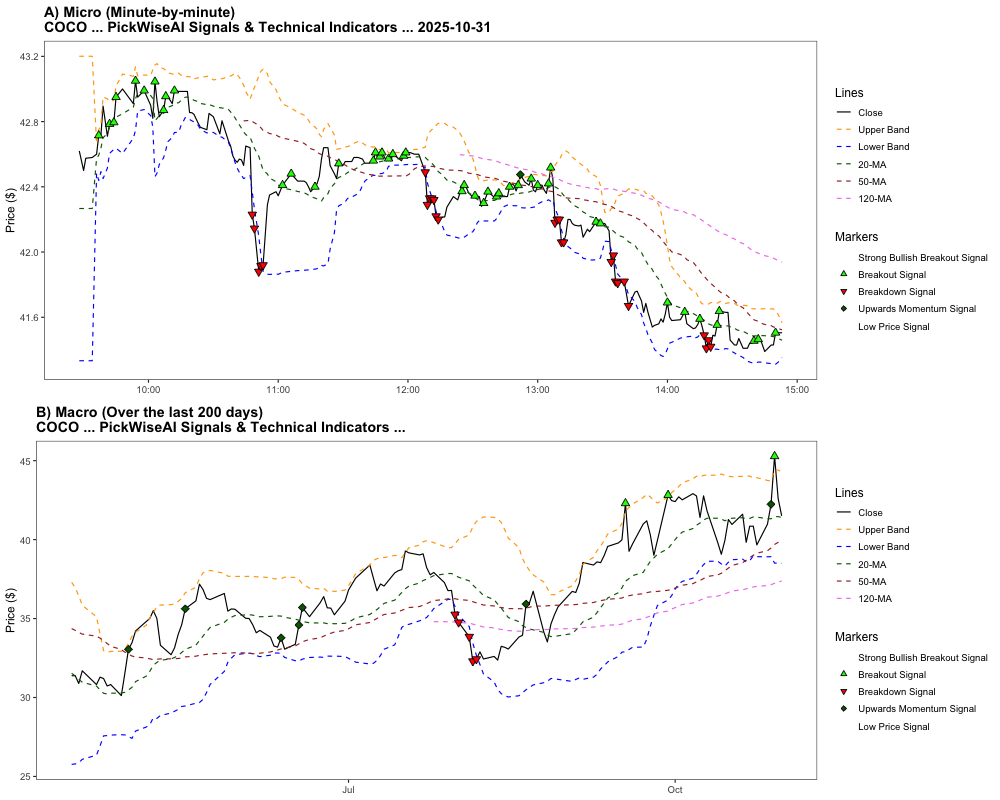 A) Micro (Minute-by-minute)
COCO ... PickWiseAI Signals & Technical Indicators ... 2025-10-31
43.2
42.8
42.4
42.0
41.6
Price ($)
10:00
11:00
12:00
13:00
14:00
15:00
Lines
Close
Upper Band
Lower Band
20-MA
50-MA
120-MA
Markers
Strong Bullish Breakout Signal
Breakout Signal
Breakdown Signal
Upwards Momentum Signal
Low Price Signal
B) Macro (Over the last 200 days)
COCO ... PickWiseAI Signals & Technical Indicators ...
45
40
35
30
25
Price ($)
Jul
Oct
Lines
Close
Upper Band
Lower Band
20-MA
50-MA
120-MA
Markers
Strong Bullish Breakout Signal
Breakout Signal
Breakdown Signal
Upwards Momentum Signal
Low Price Signal